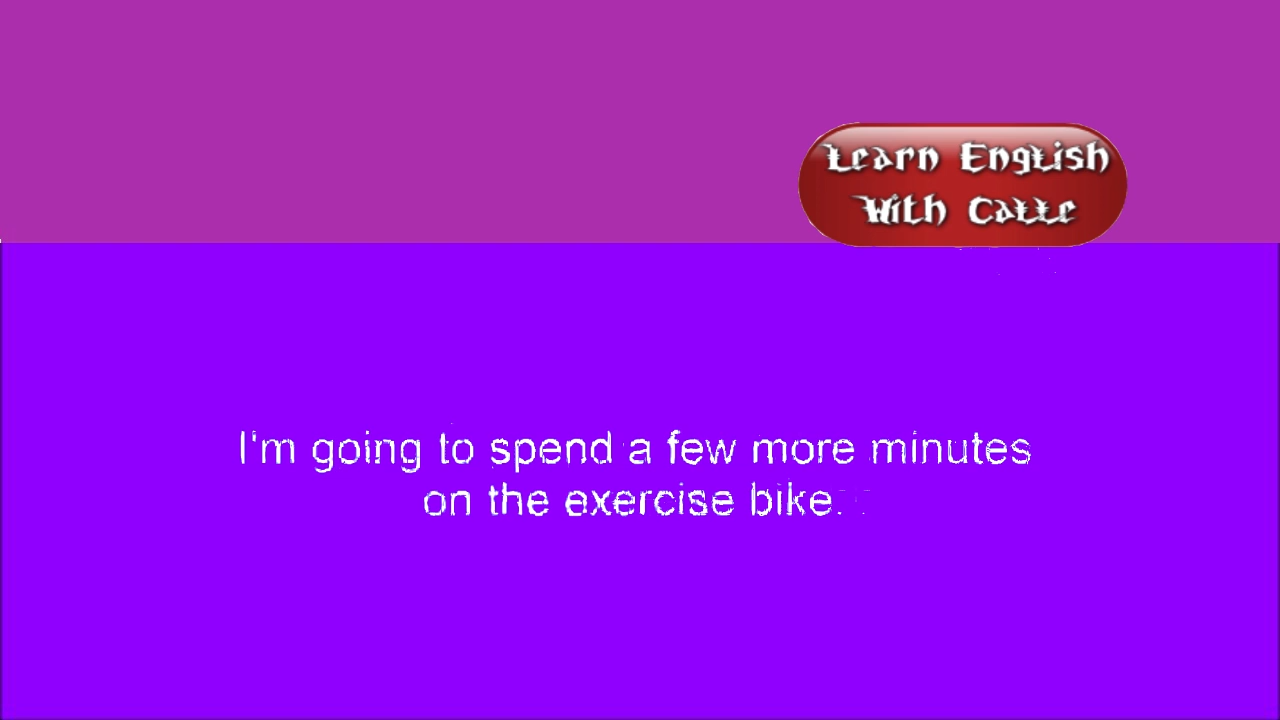 Learn English
With Catte
I'm going to spend a few more minutes
on the exercise bike.